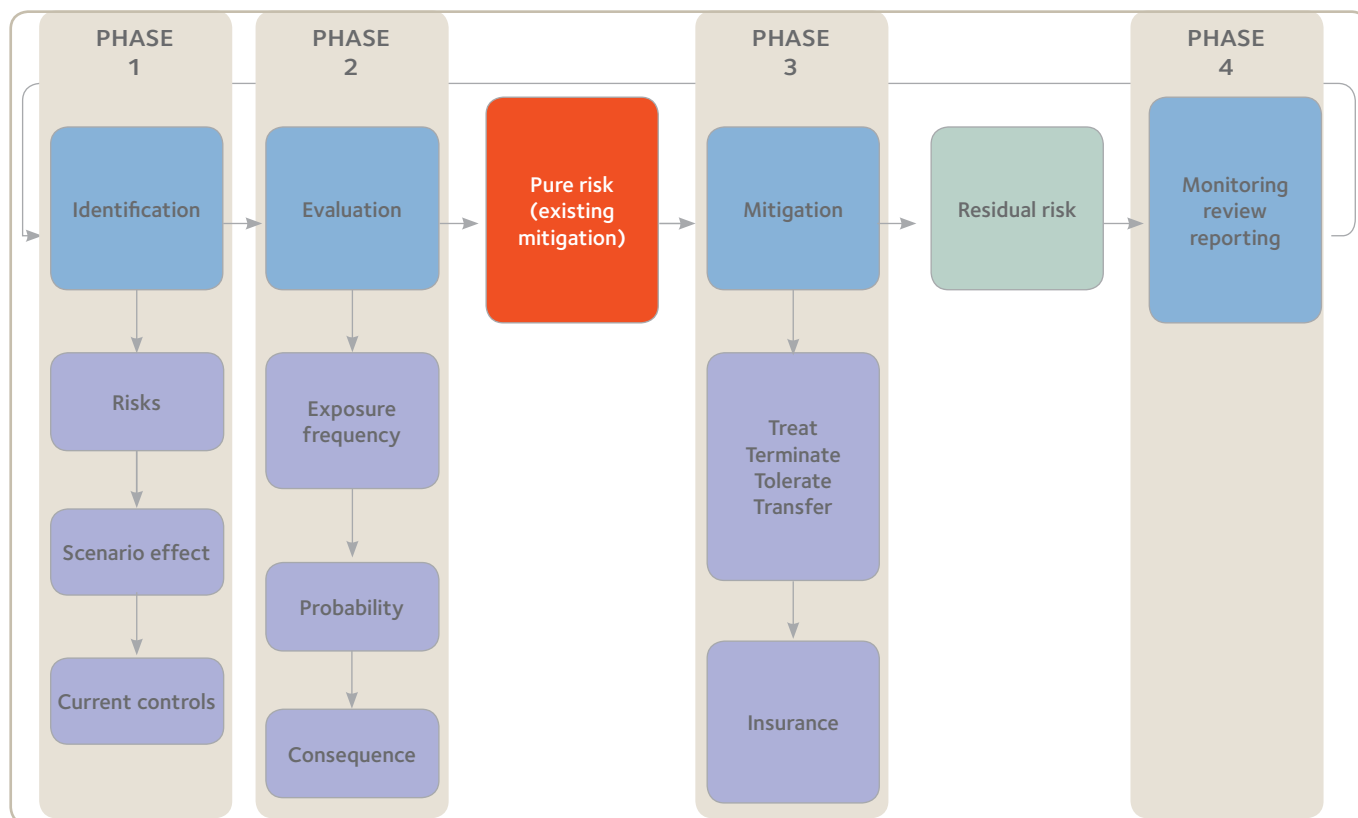 PHASE
1
PHASE
2
PHASE
3
PHASE
4
Identification
Evaluation
Pure risk
(existing
mitigation)
Mitigation
Residual risk
Monitoring
review
reporting
Risks
Scenario effect
Current controls
Exposure
frequency
Probability
Consequence
Treat
Terminate
Tolerate
Transfer
Insurance